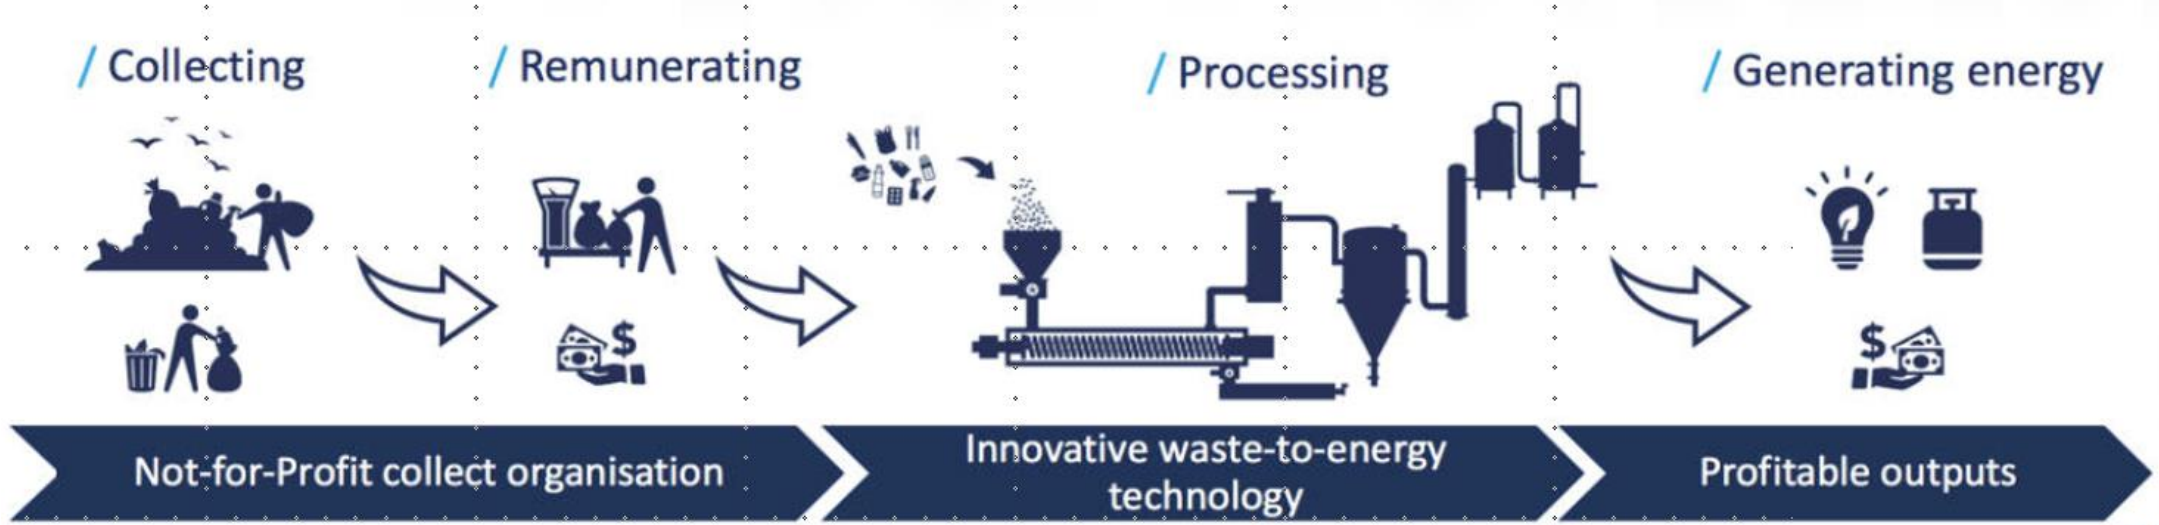 / Collecting
/ Remunerating
/ Processing
/ Generating energy
$
$
Not-for-Profit collect organisation
Innovative waste-to-energy
technology
Profitable outputs